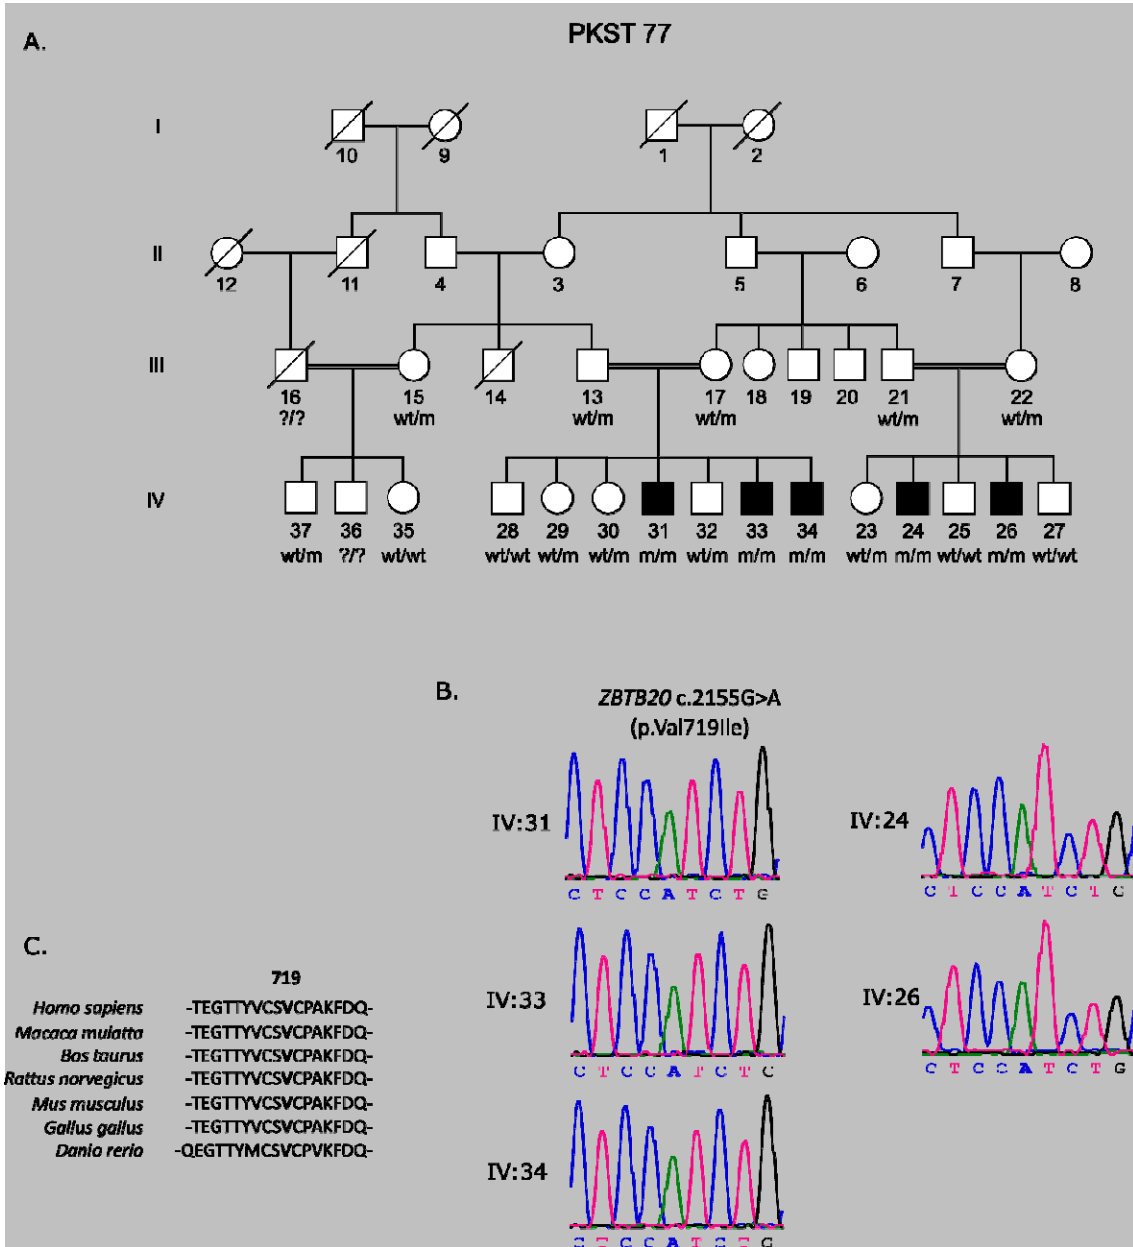 A.
PKST 77
I
10 9 1 2
II
12 11 4 3 5 6 7 8
III
16 15 14 13 17 18 19 20 21 22
?/? wt/m wt/m wt/m wt/m wt/m
IV
37 36 35 28 29 30 31 32 33 34 23 24 25 26 27
wt/m ?/? wt/wt wt/wt wt/m wt/m m/m wt/m m/m m/m wt/m m/m wt/wt m/m wt/wt
B.
ZBTB20 c.2155G>A
(p.Val719Ile)
IV:31
C T C C A T C T G
IV:24
C T C C A T C T G
IV:33
C T C C A T C T G
IV:26
C T C C A T C T G
IV:34
C T C C A T C T G
C.
719
Homo sapiens -TEGTTYVCSVCPAKFDQ-
Macaca mulatta -TEGTTYVCSVCPAKFDQ-
Bos taurus -TEGTTYVCSVCPAKFDQ-
Rattus norvegicus -TEGTTYVCSVCPAKFDQ-
Mus musculus -TEGTTYVCSVCPAKFDQ-
Gallus gallus -TEGTTYVCSVCPAKFDQ-
Danio rerio -QEGTTYMCSVCPVKFDQ-